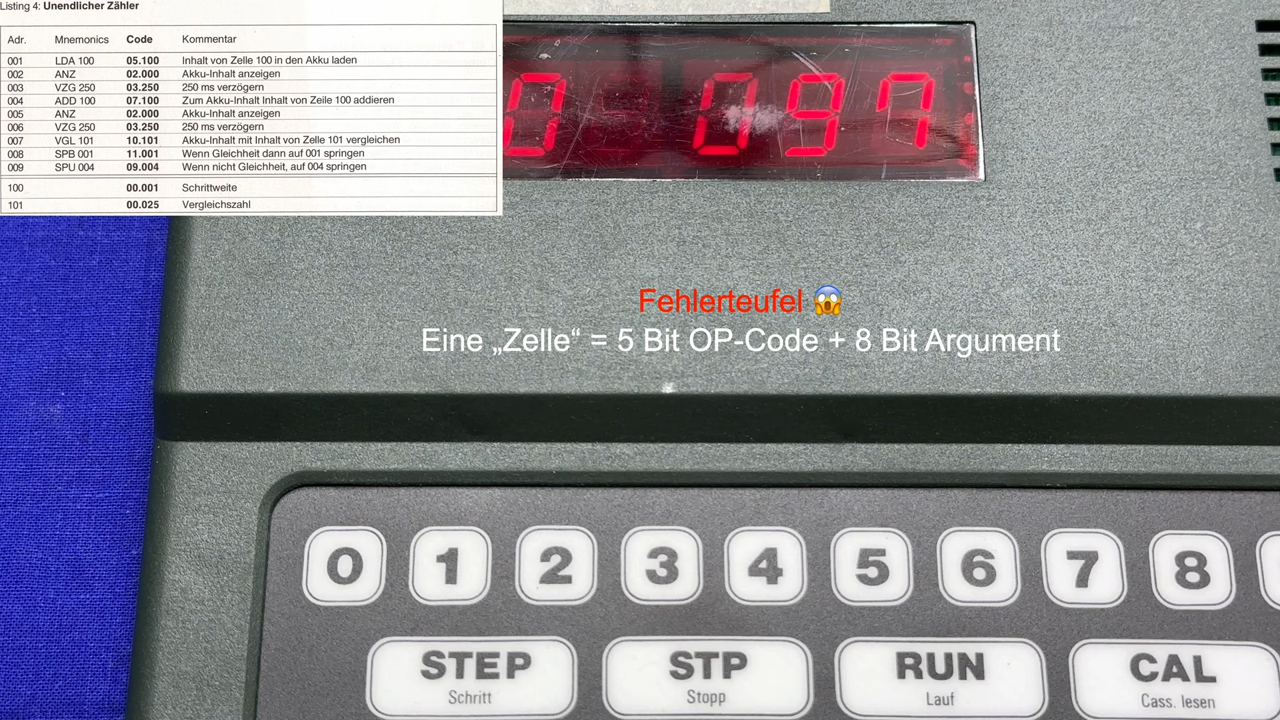 Listing 4: Unendlicher Zähler
Adr. Mnemonics Code Kommentar
001 LDA 100 05.100 Inhalt von Zelle 100 in den Akku laden
002 ANZ 02.000 Akku-Inhalt anzeigen
003 VZG 250 03.250 250 ms verzögern
004 ADD 100 07.100 Zum Akku-Inhalt Inhalt von Zeile 100 addieren
005 ANZ 02.000 Akku-Inhalt anzeigen
006 VZG 250 03.250 250 ms verzögern
007 VGL 101 10.101 Akku-Inhalt mit Inhalt von Zelle 101 vergleichen
008 SPB 001 11.001 Wenn Gleichheit dann auf 001 springen
009 SPU 004 09.004 Wenn nicht Gleichheit, auf 004 springen
100 00.001 Schrittweite
101 00.025 Vergleichszahl
0 097
Fehlerteufel 😱
Eine „Zelle“ = 5 Bit OP-Code + 8 Bit Argument
0 1 2 3 4 5 6 7 8
STEP STP RUN CAL
Schritt Stopp Lauf Cass. lesen